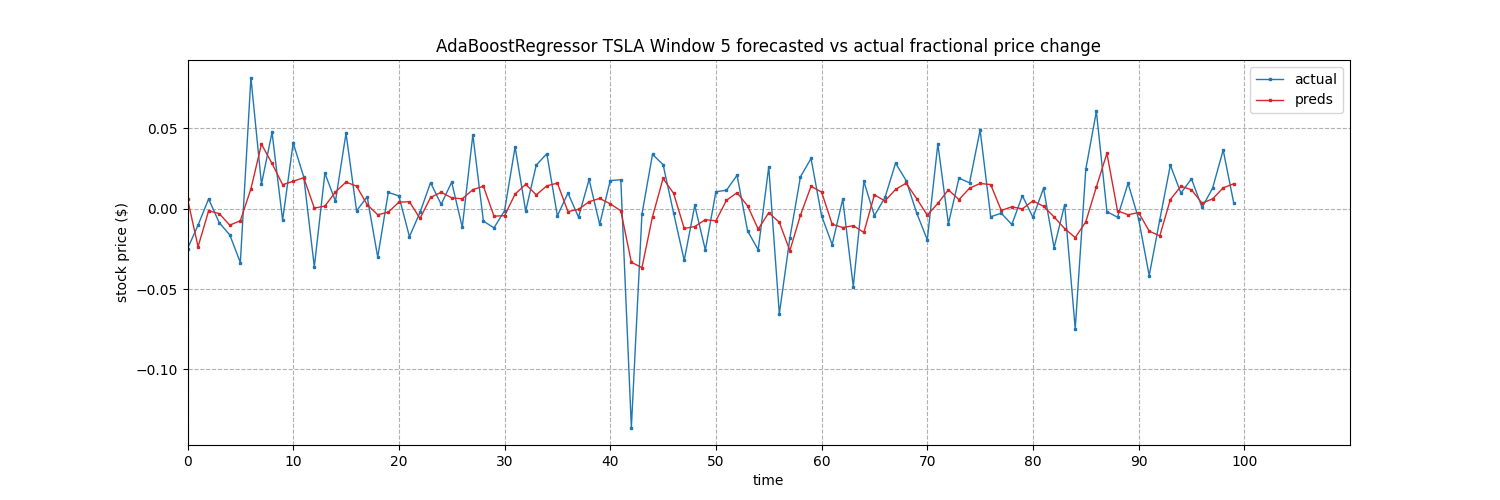 AdaBoostRegressor TSLA Window 5 forecasted vs actual fractional price change
actual
preds
stock price ($)
0.05
0.00
−0.05
−0.10
0 10 20 30 40 50 60 70 80 90 100
time